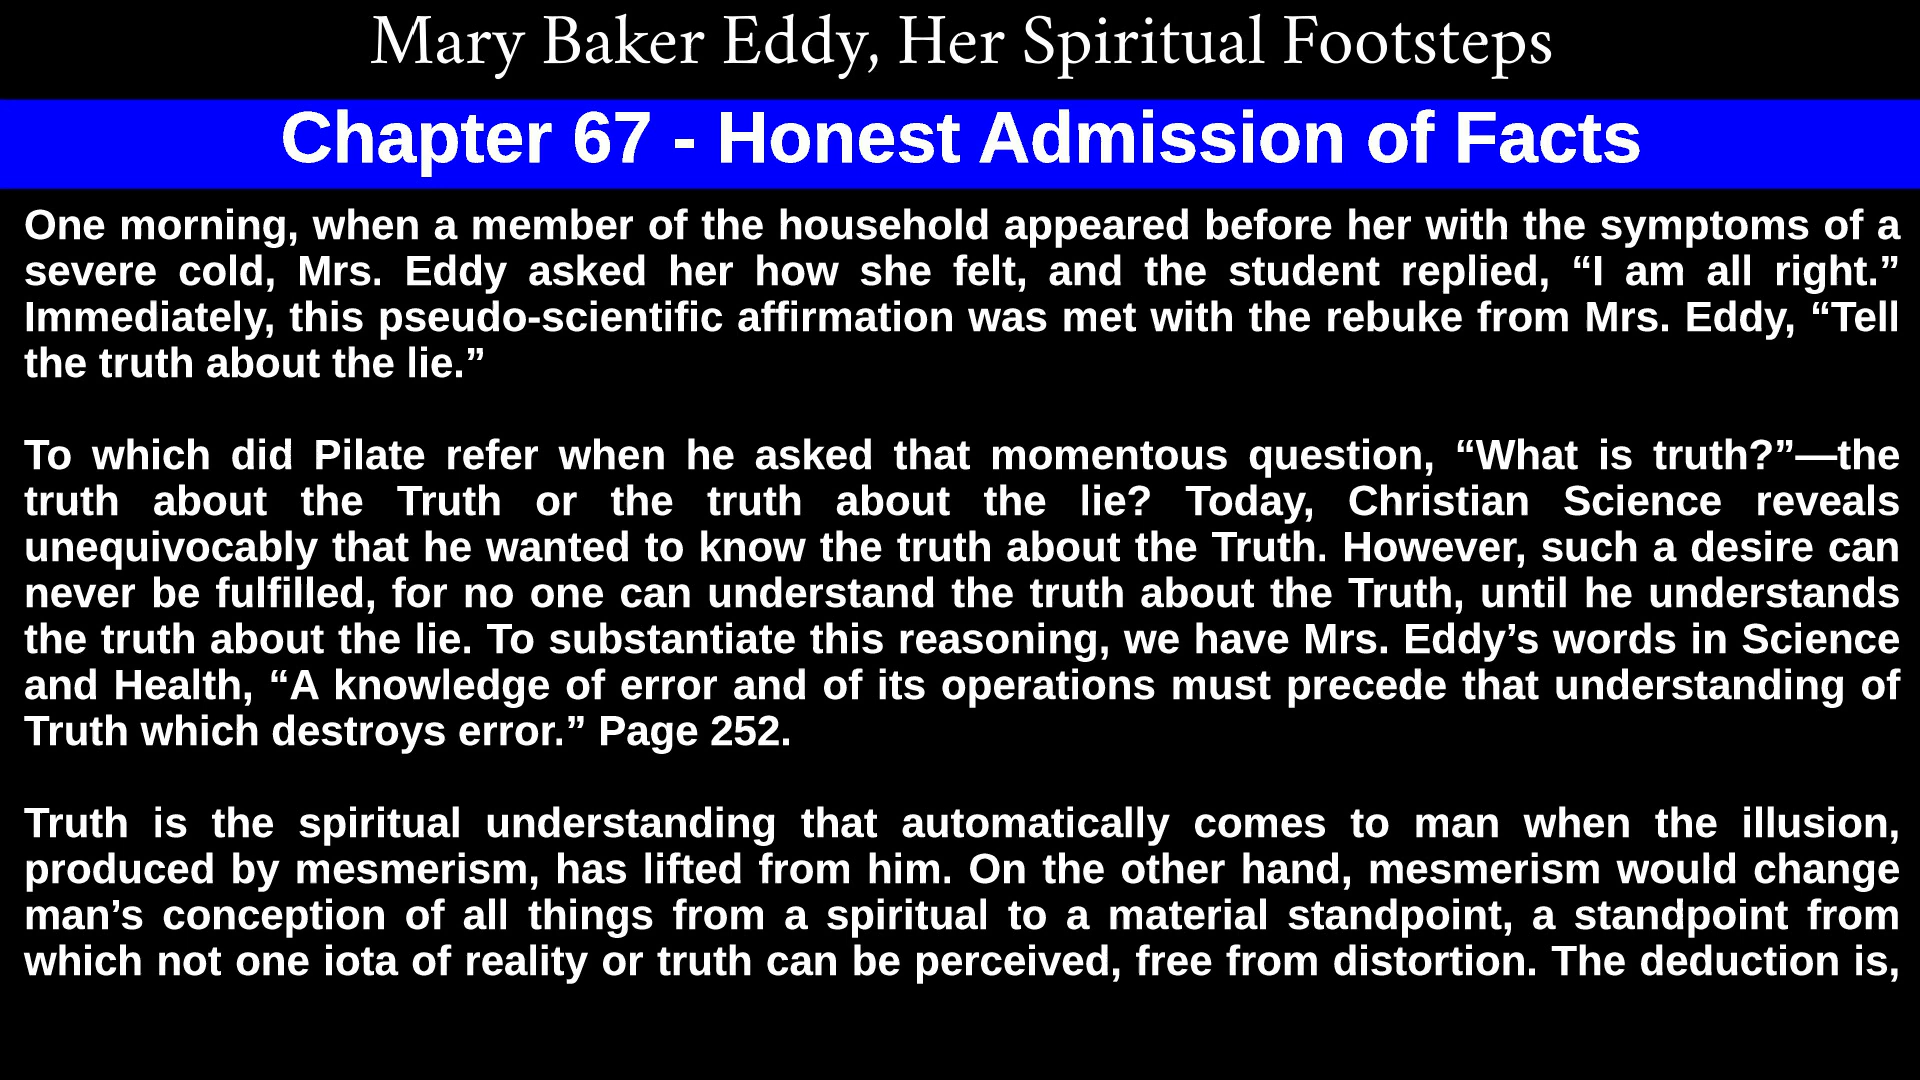 Mary Baker Eddy, Her Spiritual Footsteps
Chapter 67 - Honest Admission of Facts
One morning, when a member of the household appeared before her with the symptoms of a
severe cold, Mrs. Eddy asked her how she felt, and the student replied, “I am all right.”
Immediately, this pseudo-scientific affirmation was met with the rebuke from Mrs. Eddy, “Tell
the truth about the lie.”
To which did Pilate refer when he asked that momentous question, “What is truth?”—the
truth about the Truth or the truth about the lie? Today, Christian Science reveals
unequivocably that he wanted to know the truth about the Truth. However, such a desire can
never be fulfilled, for no one can understand the truth about the Truth, until he understands
the truth about the lie. To substantiate this reasoning, we have Mrs. Eddy’s words in Science
and Health, “A knowledge of error and of its operations must precede that understanding of
Truth which destroys error.” Page 252.
Truth is the spiritual understanding that automatically comes to man when the illusion,
produced by mesmerism, has lifted from him. On the other hand, mesmerism would change
man’s conception of all things from a spiritual to a material standpoint, a standpoint from
which not one iota of reality or truth can be perceived, free from distortion. The deduction is,